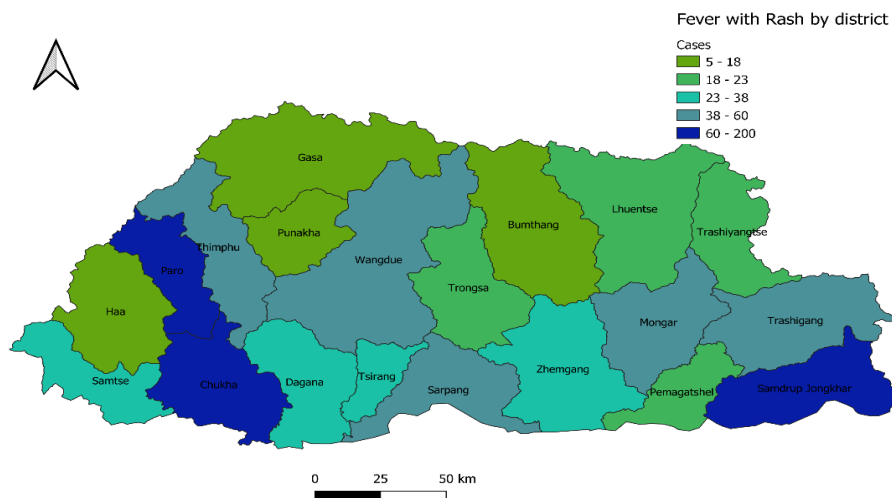 Fever with Rash by district
Cases
5 - 18
18 - 23
23 - 38
38 - 60
60 - 200
Gasa
Lhuentse
Punakha
Bumthang
Trashiyangtse
Thimphu
Wangdue
Paro
Trongsa
Haa
Mongar
Trashigang
Samtse
Chukha
Dagana
Tsirang
Sarpang
Zhemgang
Pemagatshel
Samdrup Jongkhar
0 25 50 km